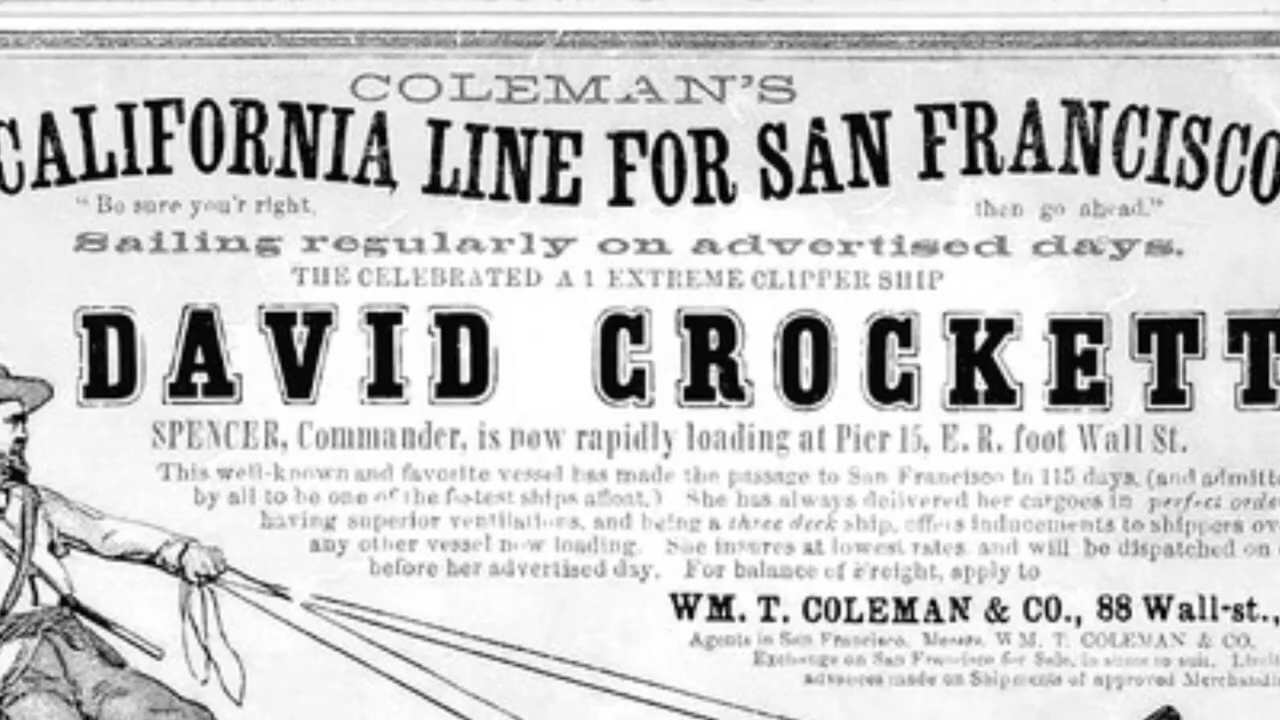 COLEMAN'S
CALIFORNIA LINE FOR SAN FRANCISCO
"Be sure you'r right, then go ahead."
Sailing regularly on advertised days.
THE CELEBRATED A 1 EXTREME CLIPPER SHIP
DAVID CROCKETT
SPENCER, Commander, is now rapidly loading at Pier 15, E. R. foot Wall St.
This well-known and favorite vessel has made the passage to San Francisco in 115 days, (and admitte
by all to be one of the fastest ships afloat.) She has always delivered her cargoes in perfect orde
having superior ventilations, and being a three deck ship, offers inducements to shippers ov
any other vessel now loading. She insures at lowest rates and will be dispatched on
before her advertised day. For balance of Freight, apply to
WM. T. COLEMAN & CO., 88 Wall-st.,
Agents in San Francisco, Messrs. WM. T. COLEMAN & CO.
Exchange on San Francisco for Sale, in sums to suit.
advances made on Shipments of approved Merchandi